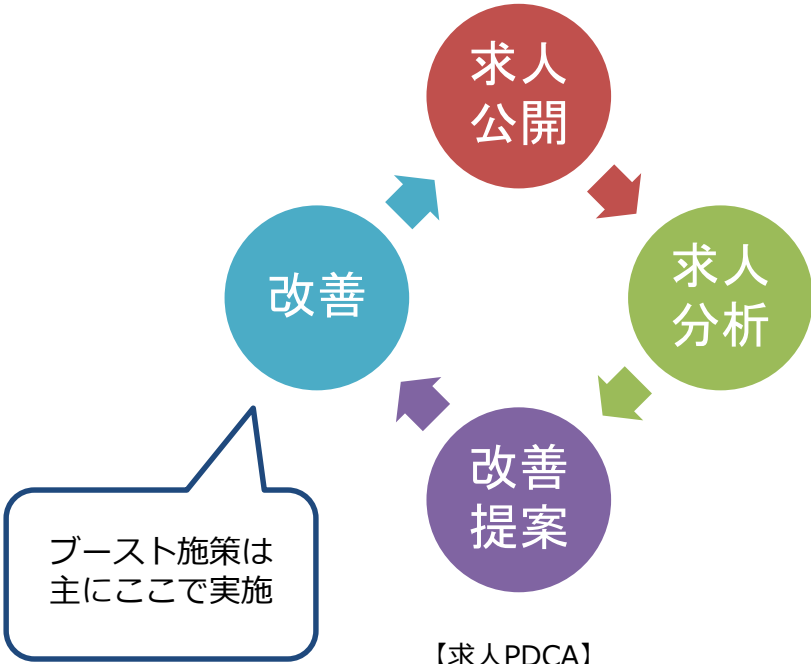 求人
公開
求人
分析
改善
改善
提案
ブースト施策は
主にここで実施
【求人PDCA】